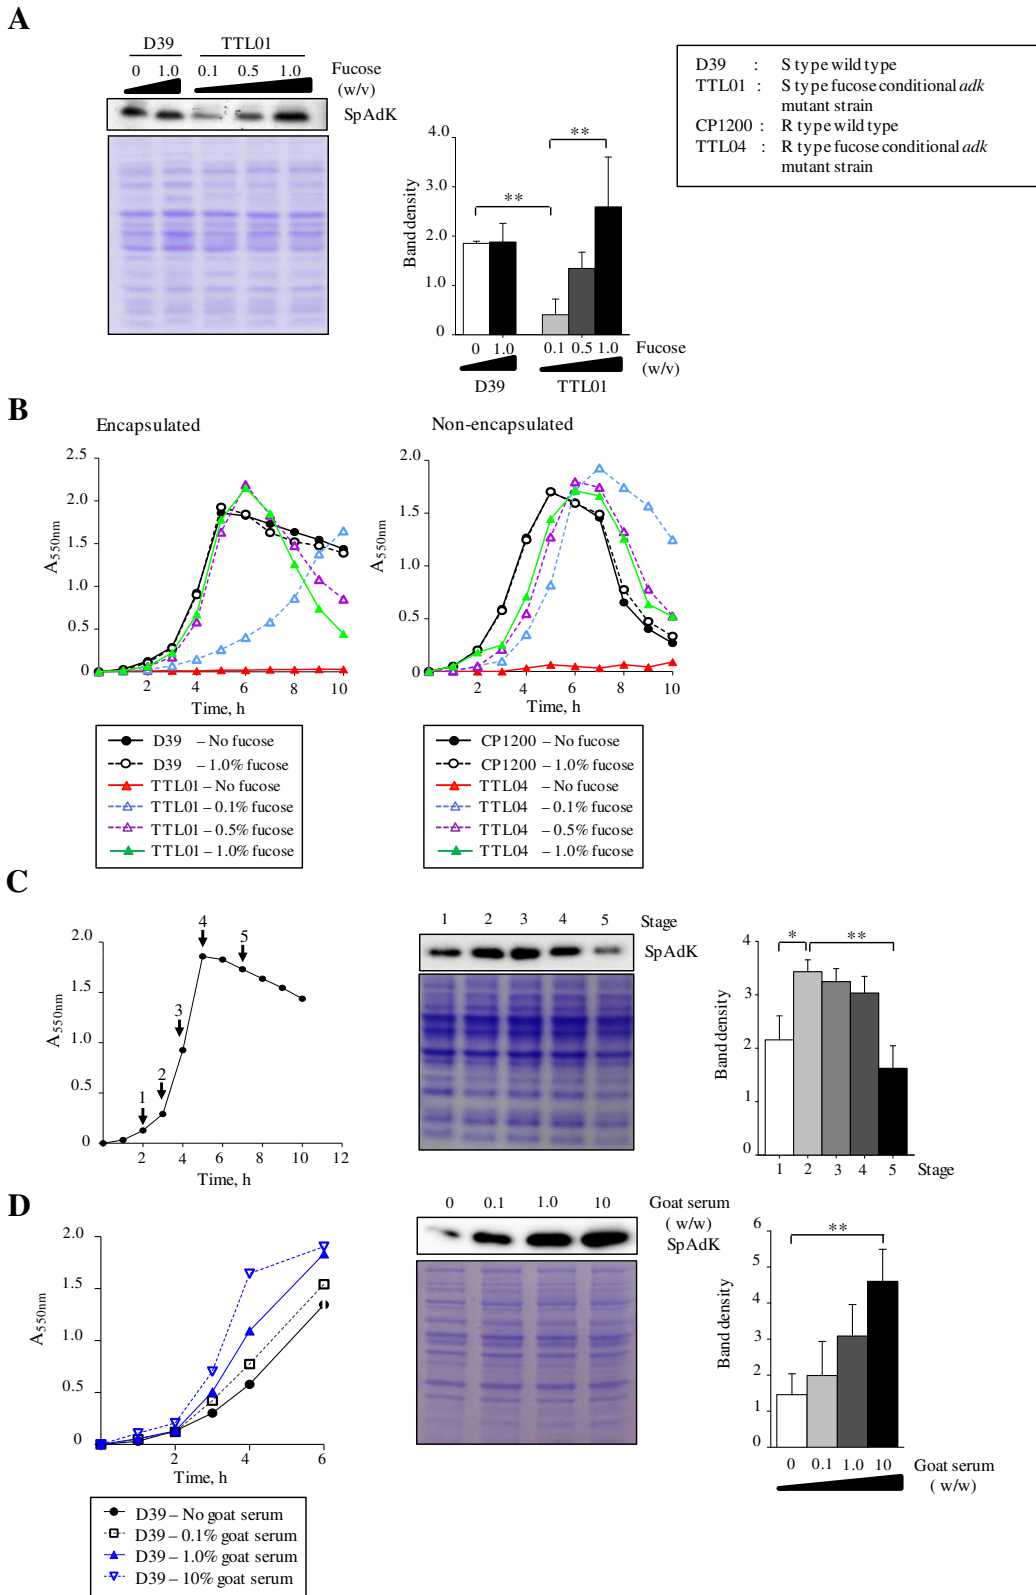 A
D39 TTL01
0 1.0 0.1 0.5 1.0 Fucose
(w/v)
SpAdK
D39 : S type wild type
TTL01 : S type fucose conditional adk
mutant strain
CP1200 : R type wild type
TTL04 : R type fucose conditional adk
mutant strain
Band density
4.0
3.0
2.0
1.0
0
**
**
0 1.0 0.1 0.5 1.0 Fucose
(w/v)
D39 TTL01
B
Encapsulated
A550nm
2.5
2.0
1.5
1.0
0.5
0
2 4 6 8 10
Time, h
D39 – No fucose
D39 – 1.0% fucose
TTL01 – No fucose
TTL01 – 0.1% fucose
TTL01 – 0.5% fucose
TTL01 – 1.0% fucose
Non-encapsulated
A550nm
2.0
1.5
1.0
0.5
0
2 4 6 8 10
Time, h
CP1200 – No fucose
CP1200 – 1.0% fucose
TTL04 – No fucose
TTL04 – 0.1% fucose
TTL04 – 0.5% fucose
TTL04 – 1.0% fucose
C
A550nm
2.0
1.5
1.0
0.5
0
1
2
3
4
5
2 4 6 8 10 12
Time, h
1 2 3 4 5 Stage
SpAdK
Band density
4
3
2
1
0
* **
1 2 3 4 5 Stage
D
A550nm
2.0
1.5
1.0
0.5
0
2 4 6
Time, h
D39 – No goat serum
D39 – 0.1% goat serum
D39 – 1.0% goat serum
D39 – 10% goat serum
0 0.1 1.0 10 Goat serum
( w/w)
SpAdK
Band density
6
5
4
3
2
1
0
**
0 0.1 1.0 10 Goat serum
( w/w)